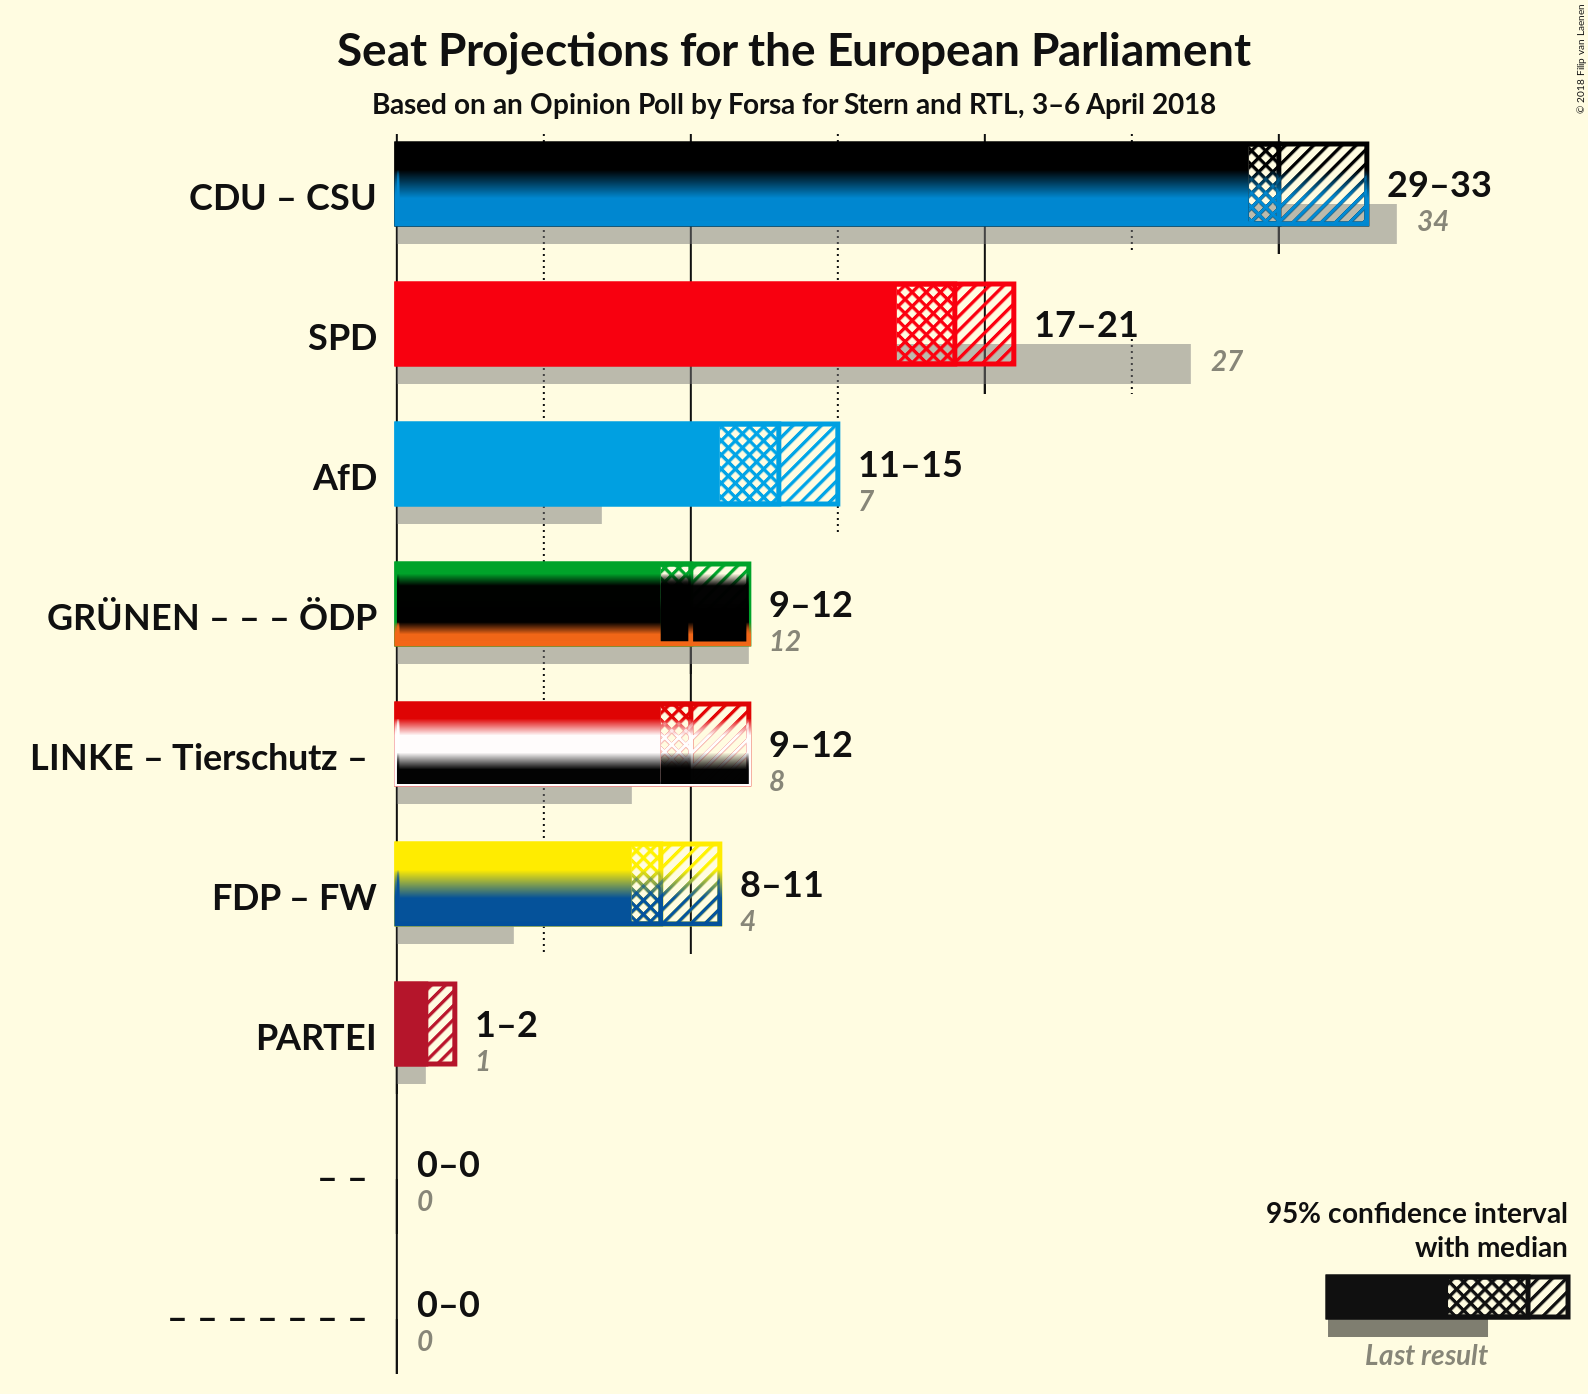 Seat Projections for the European Parliament
Based on an Opinion Poll by Forsa for Stern and RTL, 3–6 April 2018
© 2018 Filip van Laenen
CDU – CSU
29–33
34
SPD
17–21
27
AfD
11–15
7
GRÜNEN – – – ÖDP
9–12
12
LINKE – Tierschutz –
9–12
8
FDP – FW
8–11
4
PARTEI
1–2
1
– –
0–0
0
– – – – – – –
0–0
0
95% confidence interval
with median
Last result